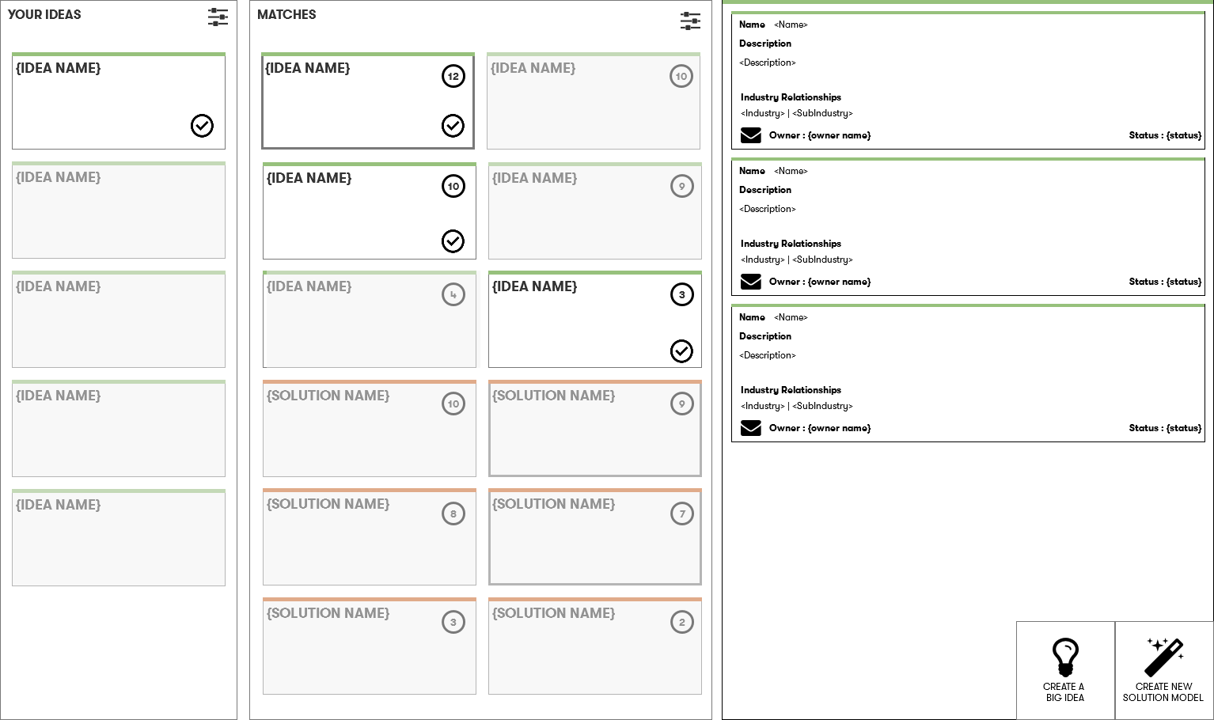 YOUR IDEAS
{IDEA NAME}
{IDEA NAME}
{IDEA NAME}
{IDEA NAME}
{IDEA NAME}
MATCHES
{IDEA NAME}
12
{IDEA NAME}
10
{IDEA NAME}
10
{IDEA NAME}
9
{IDEA NAME}
4
{IDEA NAME}
3
{SOLUTION NAME}
10
{SOLUTION NAME}
9
{SOLUTION NAME}
8
{SOLUTION NAME}
7
{SOLUTION NAME}
3
{SOLUTION NAME}
2
Name <Name>
Description
<Description>
Industry Relationships
<Industry> | <SubIndustry>
Owner : {owner name} Status : {status}
Name <Name>
Description
<Description>
Industry Relationships
<Industry> | <SubIndustry>
Owner : {owner name} Status : {status}
Name <Name>
Description
<Description>
Industry Relationships
<Industry> | <SubIndustry>
Owner : {owner name} Status : {status}
CREATE A
BIG IDEA
CREATE NEW
SOLUTION MODEL